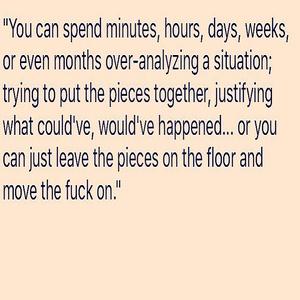 "You can spend minutes, hours, days, weeks,
or even months over-analyzing a situation;
trying to put the pieces together, justifying
what could've, would've happened... or you
can just leave the pieces on the floor and
move the fuck on."